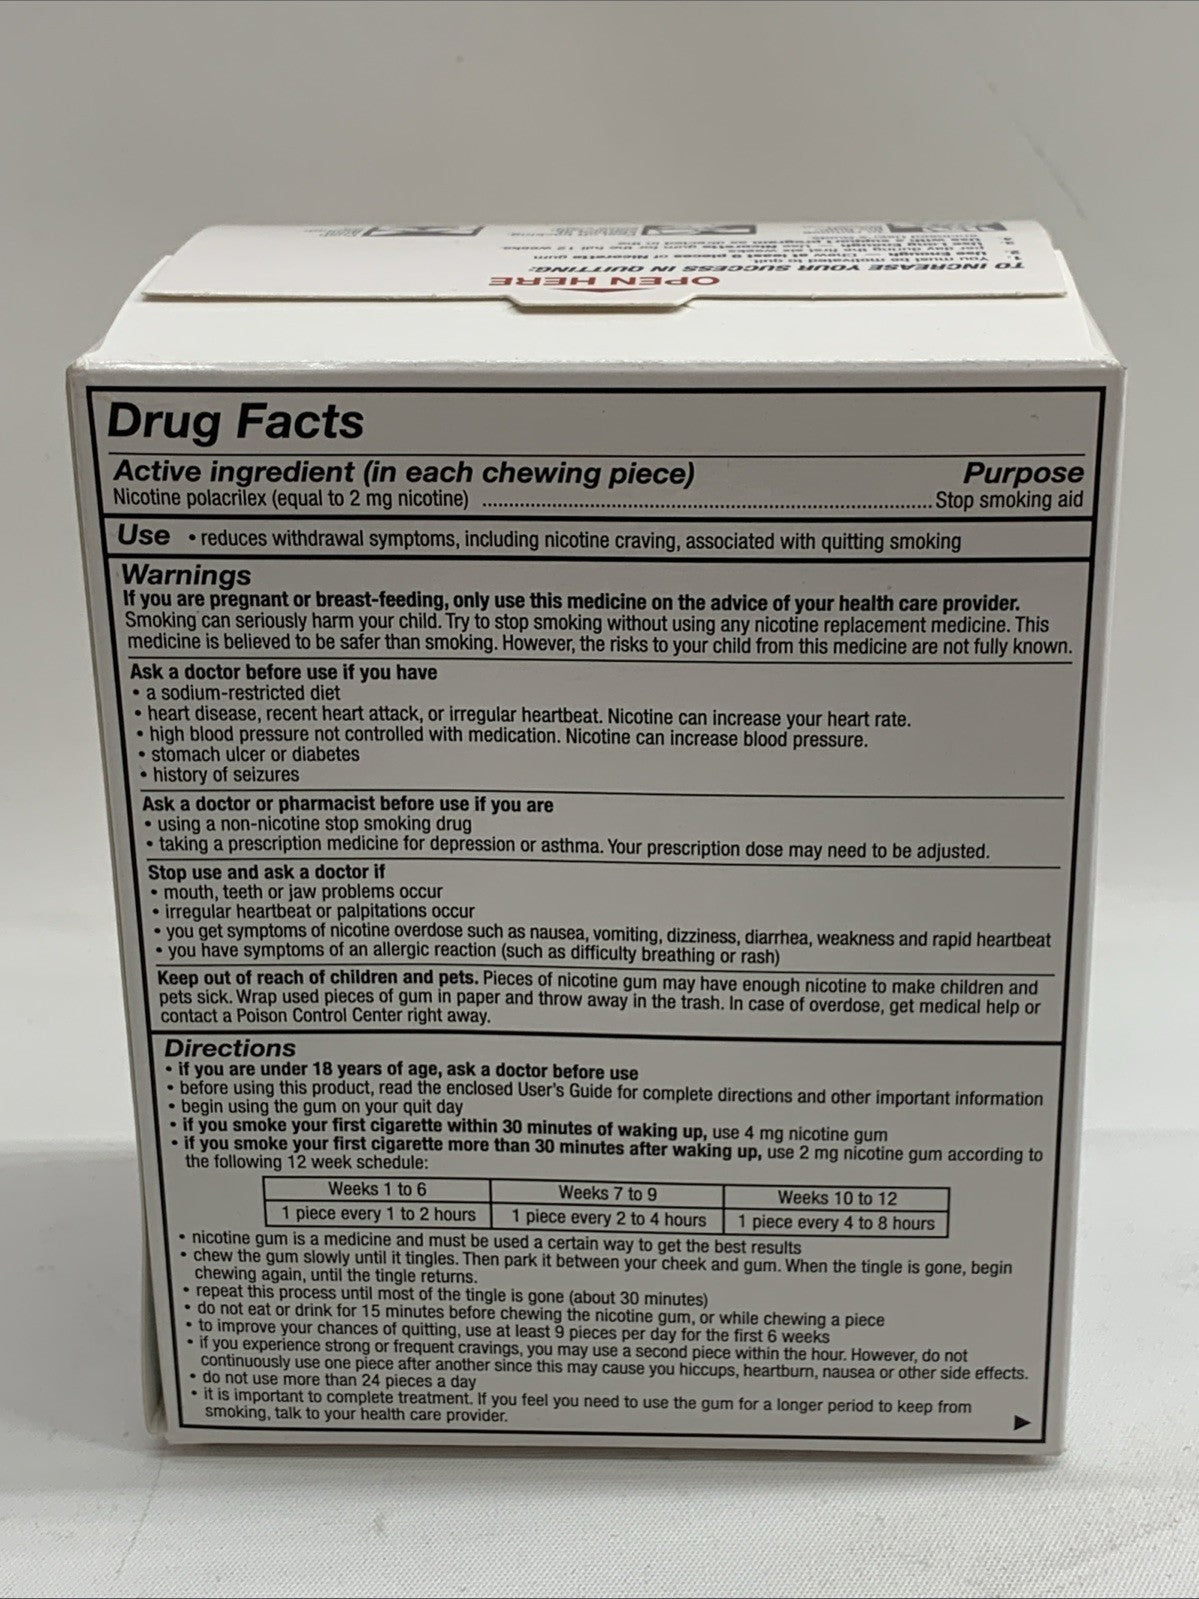 OPEN HERE
TO INCREASE YOUR SUCCESS IN QUITTING:
You must be motivated to quit.
Drug Facts
Active ingredient (in each chewing piece) Purpose
Nicotine polacrilex (equal to 2 mg nicotine) ........................................................................................ Stop smoking aid
Use • reduces withdrawal symptoms, including nicotine craving, associated with quitting smoking
Warnings
If you are pregnant or breast-feeding, only use this medicine on the advice of your health care provider.
Smoking can seriously harm your child. Try to stop smoking without using any nicotine replacement medicine. This
medicine is believed to be safer than smoking. However, the risks to your child from this medicine are not fully known.
Ask a doctor before use if you have
• a sodium-restricted diet
• heart disease, recent heart attack, or irregular heartbeat. Nicotine can increase your heart rate.
• high blood pressure not controlled with medication. Nicotine can increase blood pressure.
• stomach ulcer or diabetes
• history of seizures
Ask a doctor or pharmacist before use if you are
• using a non-nicotine stop smoking drug
• taking a prescription medicine for depression or asthma. Your prescription dose may need to be adjusted.
Stop use and ask a doctor if
• mouth, teeth or jaw problems occur
• irregular heartbeat or palpitations occur
• you get symptoms of nicotine overdose such as nausea, vomiting, dizziness, diarrhea, weakness and rapid heartbeat
• you have symptoms of an allergic reaction (such as difficulty breathing or rash)
Keep out of reach of children and pets. Pieces of nicotine gum may have enough nicotine to make children and
pets sick. Wrap used pieces of gum in paper and throw away in the trash. In case of overdose, get medical help or
contact a Poison Control Center right away.
Directions
• if you are under 18 years of age, ask a doctor before use
• before using this product, read the enclosed User's Guide for complete directions and other important information
• begin using the gum on your quit day
• if you smoke your first cigarette within 30 minutes of waking up, use 4 mg nicotine gum
• if you smoke your first cigarette more than 30 minutes after waking up, use 2 mg nicotine gum according to
the following 12 week schedule:
Weeks 1 to 6 Weeks 7 to 9 Weeks 10 to 12
1 piece every 1 to 2 hours 1 piece every 2 to 4 hours 1 piece every 4 to 8 hours
• nicotine gum is a medicine and must be used a certain way to get the best results
• chew the gum slowly until it tingles. Then park it between your cheek and gum. When the tingle is gone, begin
chewing again, until the tingle returns.
• repeat this process until most of the tingle is gone (about 30 minutes)
• do not eat or drink for 15 minutes before chewing the nicotine gum, or while chewing a piece
• to improve your chances of quitting, use at least 9 pieces per day for the first 6 weeks
• if you experience strong or frequent cravings, you may use a second piece within the hour. However, do not
continuously use one piece after another since this may cause you hiccups, heartburn, nausea or other side effects.
• do not use more than 24 pieces a day
• it is important to complete treatment. If you feel you need to use the gum for a longer period to keep from
smoking, talk to your health care provider.